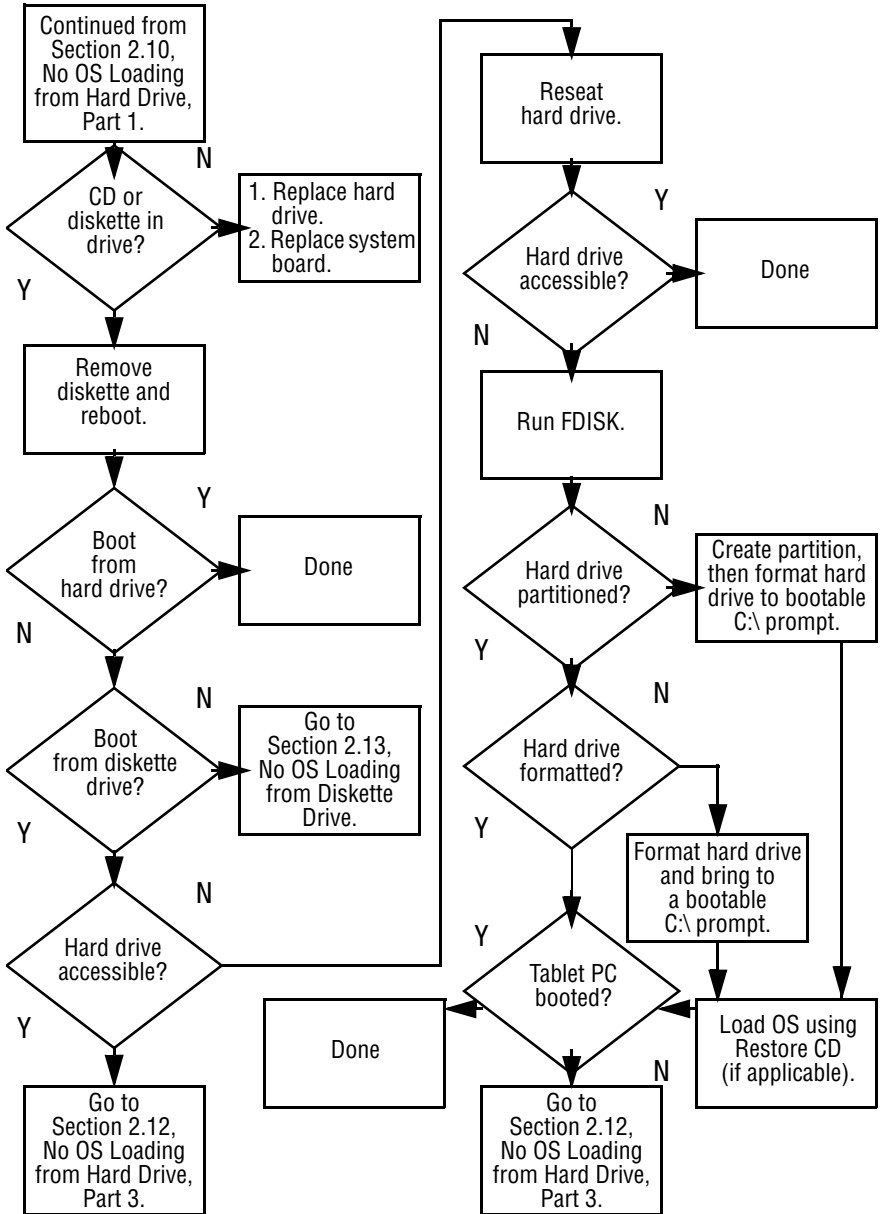 Continued from
Section 2.10,
No OS Loading
from Hard Drive,
Part 1.
N
CD or
diskette in
drive?
1. Replace hard
drive.
2. Replace system
board.
Y
Remove
diskette and
reboot.
Y
Boot
from
hard drive?
Done
N
N
Boot
from diskette
drive?
Go to
Section 2.13,
No OS Loading
from Diskette
Drive.
Y
N
Hard drive
accessible?
Y
Go to
Section 2.12,
No OS Loading
from Hard Drive,
Part 3.
Reseat
hard drive.
Y
Hard drive
accessible?
Done
N
Run FDISK.
N
Hard drive
partitioned?
Create partition,
then format hard
drive to bootable
C:\ prompt.
Y
N
Hard drive
formatted?
Y
Format hard drive
and bring to
a bootable
C:\ prompt.
Y
Tablet PC
booted?
Done
Load OS using
Restore CD
(if applicable).
N
Go to
Section 2.12,
No OS Loading
from Hard Drive,
Part 3.